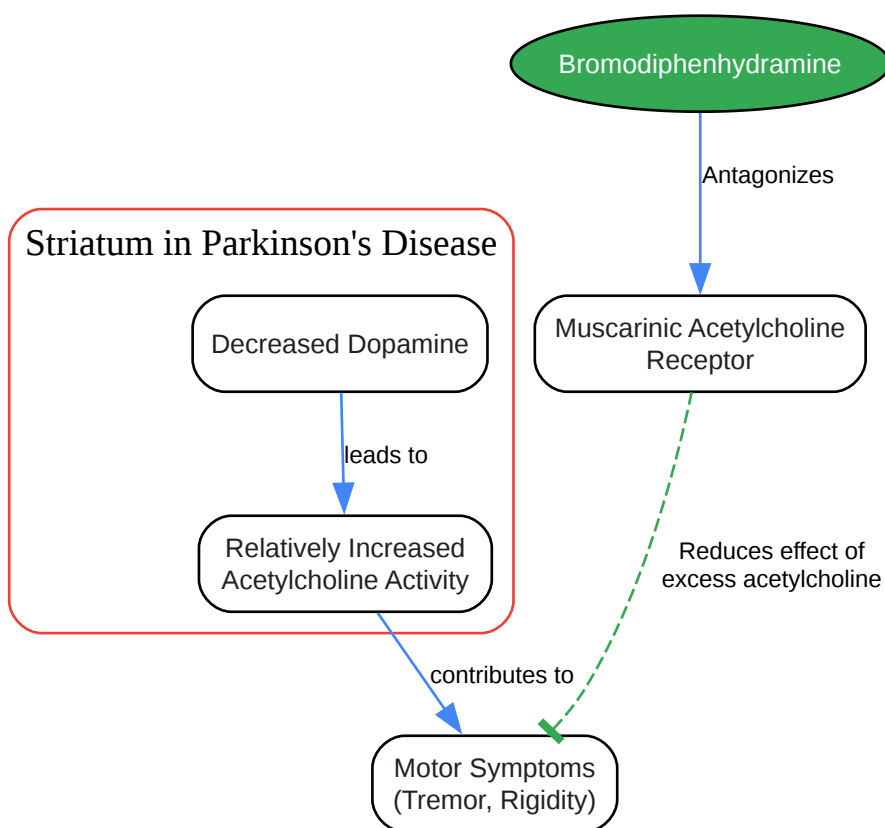 Bromodiphenhydramine
Antagonizes
Striatum in Parkinson's Disease
Decreased Dopamine
Muscarinic Acetylcholine
Receptor
leads to
Relatively Increased
Acetylcholine Activity
Reduces effect of
excess acetylcholine
contributes to
Motor Symptoms
(Tremor, Rigidity)